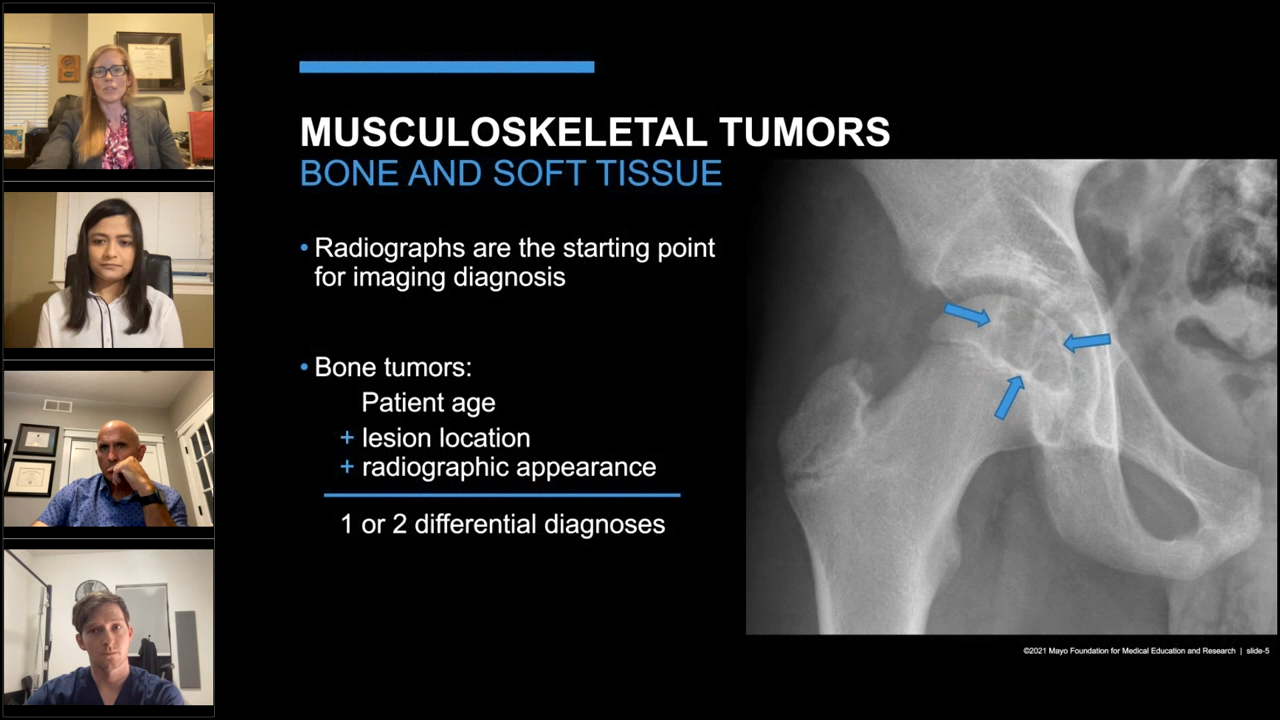 MUSCULOSKELETAL TUMORS
BONE AND SOFT TISSUE
• Radiographs are the starting point
for imaging diagnosis
• Bone tumors:
Patient age
+ lesion location
+ radiographic appearance
1 or 2 differential diagnoses
©2021 Mayo Foundation for Medical Education and Research | slide-5